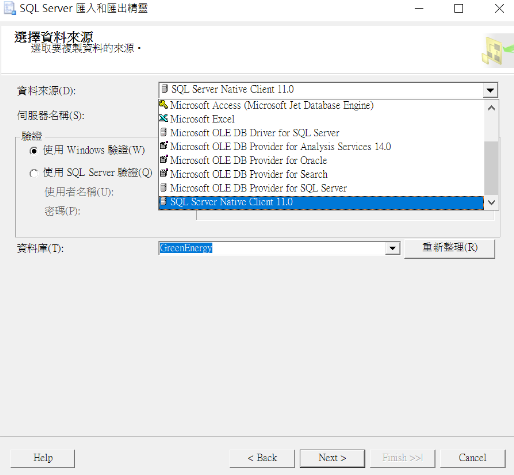 SQL Server 匯入和匯出精靈
選擇資料來源
選取要複製資料的來源。
資料來源(D):
SQL Server Native Client 11.0
伺服器名稱(S):
Microsoft Access (Microsoft Jet Database Engine)
Microsoft Excel
Microsoft OLE DB Driver for SQL Server
Microsoft OLE DB Provider for Analysis Services 14.0
Microsoft OLE DB Provider for Oracle
Microsoft OLE DB Provider for Search
Microsoft OLE DB Provider for SQL Server
SQL Server Native Client 11.0
驗證
使用 Windows 驗證(W)
使用 SQL Server 驗證(Q)
使用者名稱(U):
密碼(P):
資料庫(T):
GreenEnergy
重新整理(R)
Help
< Back
Next >
Finish >>|
Cancel